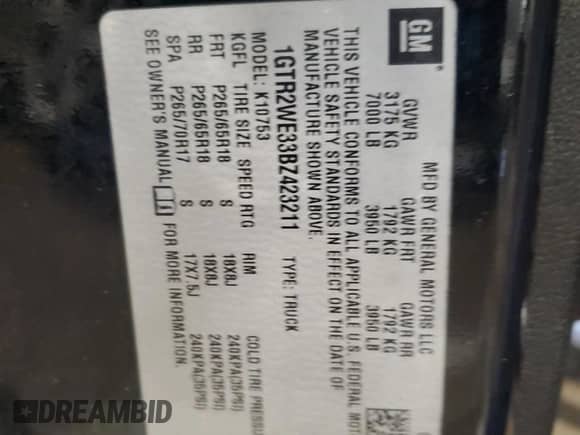 GM
MFD BY GENERAL MOTORS LLC
GVWR GAWR FRT GAWR RR
3175 KG 1792 KG 1792 KG
7000 LB 3950 LB 3950 LB
THIS VEHICLE CONFORMS TO ALL APPLICABLE U.S. FEDERAL MOT
VEHICLE SAFETY STANDARDS IN EFFECT ON THE DATE OF
MANUFACTURE SHOWN ABOVE.
1GTR2WE33BZ423211 TYPE: TRUCK
MODEL: K10753
KGFL TIRE SIZE SPEED RTG RIM COLD TIRE PRESSU
FRT P265/65R18 S 18X8J 240KPA(35PSI)
RR P265/65R18 S 18X8J 240KPA(35PSI)
SPA P265/70R17 S 17X7.5J 240KPA(35PSI)
SEE OWNER'S MANUAL FOR MORE INFORMATION.
DREAMBID